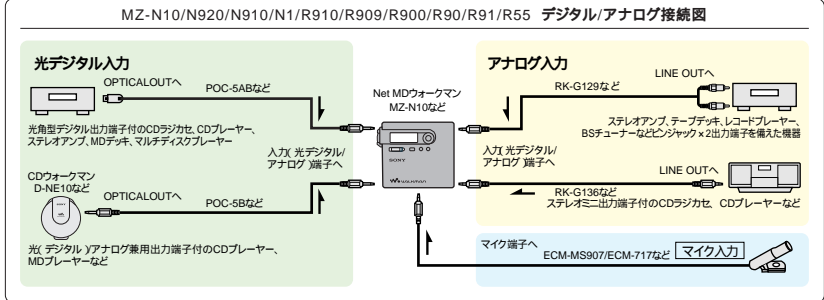 MZ-N10/N920/N910/N1/R910/R909/R900/R90/R91/R55 デジタル/アナログ接続図
光デジタル入力
OPTICALOUTへ
POC-5ABなど
光角型デジタル出力端子付のCDラジカセ、CDプレーヤー、
ステレオアンプ、MDデッキ、マルチディスクプレーヤー
CDウォークマン
D-NE10など
OPTICALOUTへ
POC-5Bなど
光( デジタル )/アナログ兼用出力端子付のCDプレーヤー、
MDプレーヤーなど
入力( 光デジタル/
アナログ )端子へ
Net MDウォークマン
MZ-N10など
SONY
WALKMAN
アナログ入力
LINE OUTへ
RK-G129など
ステレオアンプ、テープデッキ、レコードプレーヤー、
BSチューナーなどピンジャック×2出力端子を備えた機器
入力( 光デジタル/
アナログ )端子へ
LINE OUTへ
RK-G136など
ステレオミニ出力端子付のCDラジカセ、CDプレーヤーなど
マイク端子へ
ECM-MS907/ECM-717など
マイク入力